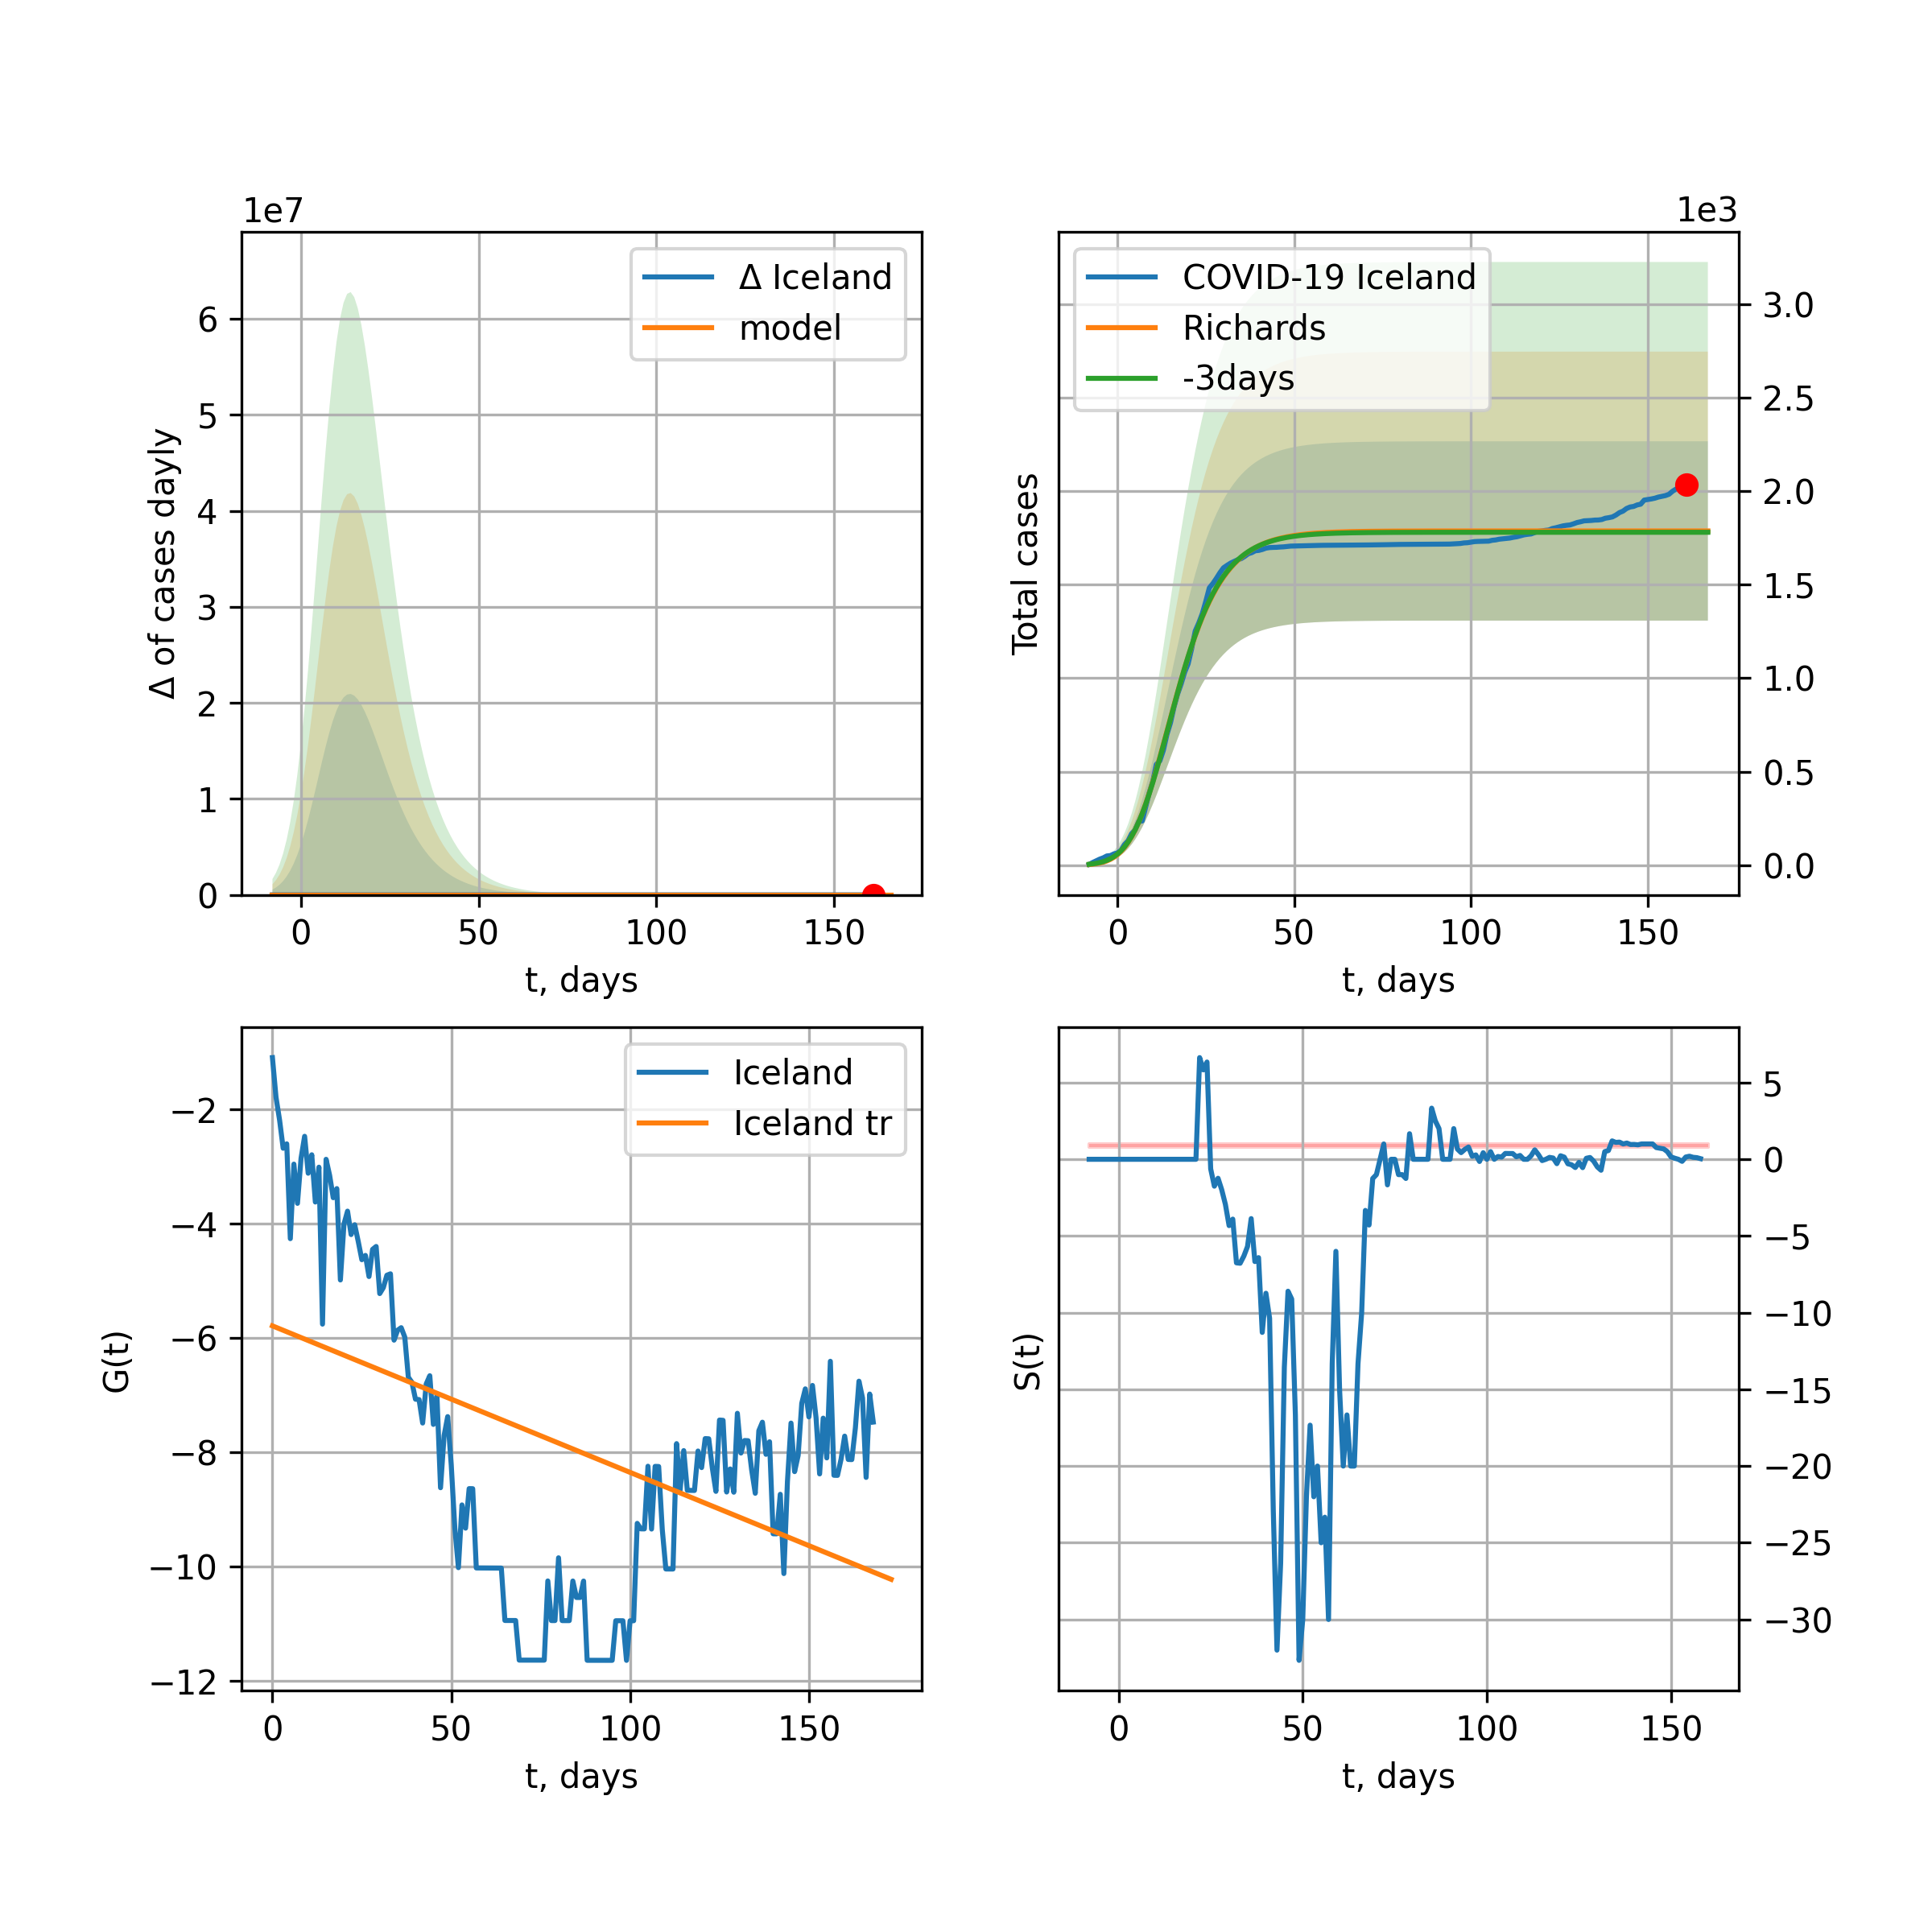 1e7
Δ of cases dayly
6
5
4
3
2
1
0
Δ Iceland
model
0 50 100 150
t, days
1e3
COVID-19 Iceland
Richards
-3days
Total cases
3.0
2.5
2.0
1.5
1.0
0.5
0.0
0 50 100 150
t, days
G(t)
−2
−4
−6
−8
−10
−12
Iceland
Iceland tr
0 50 100 150
t, days
S(t)
5
0
−5
−10
−15
−20
−25
−30
0 50 100 150
t, days